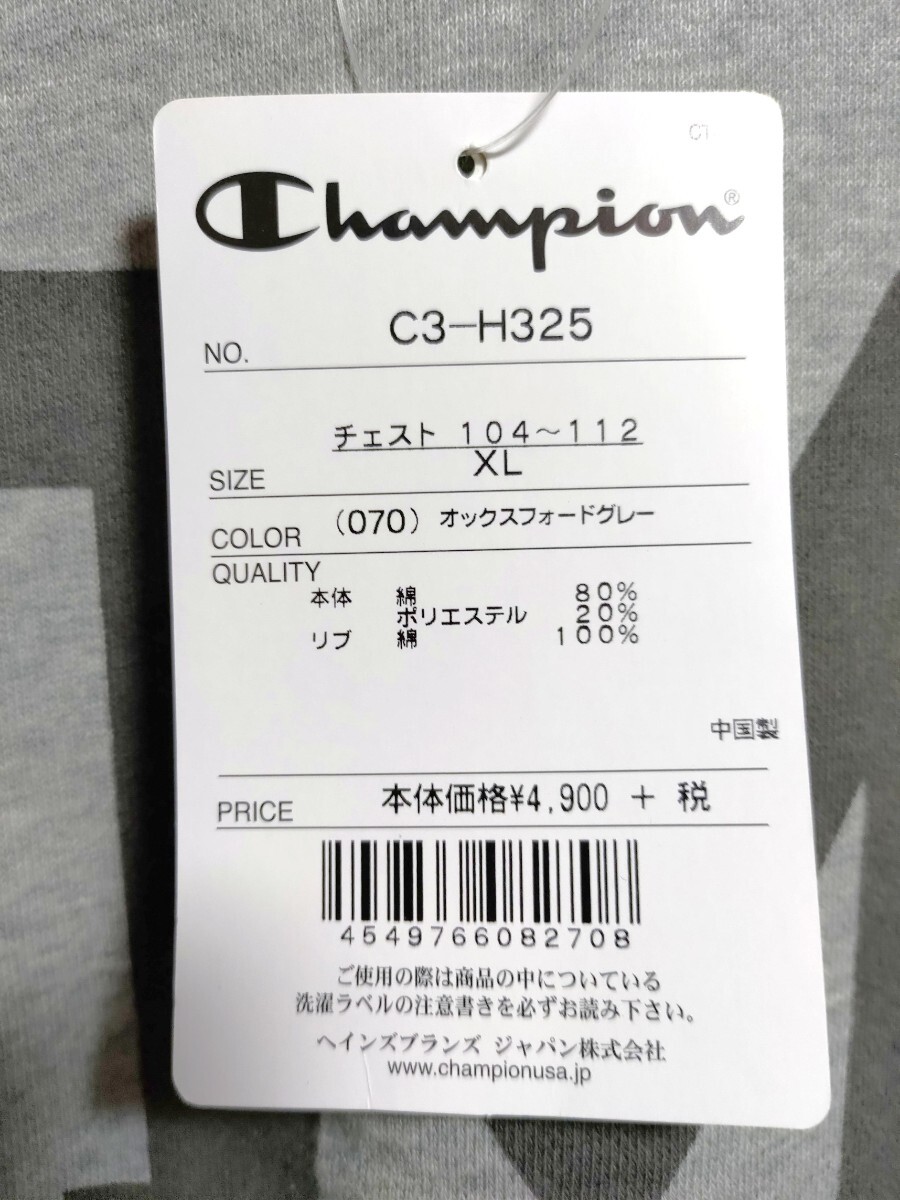 CT
Champion®
NO. C3-H325
チェスト 104～112
SIZE XL
COLOR (070) オックスフォードグレー
QUALITY
本体 綿 80%
ポリエステル 20%
リブ 綿 100%
中国製
PRICE 本体価格¥4,900 + 税
4549766082708
ご使用の際は商品の中についている
洗濯ラベルの注意書きを必ずお読み下さい。
ヘインズブランズ ジャパン株式会社
www.championusa.jp